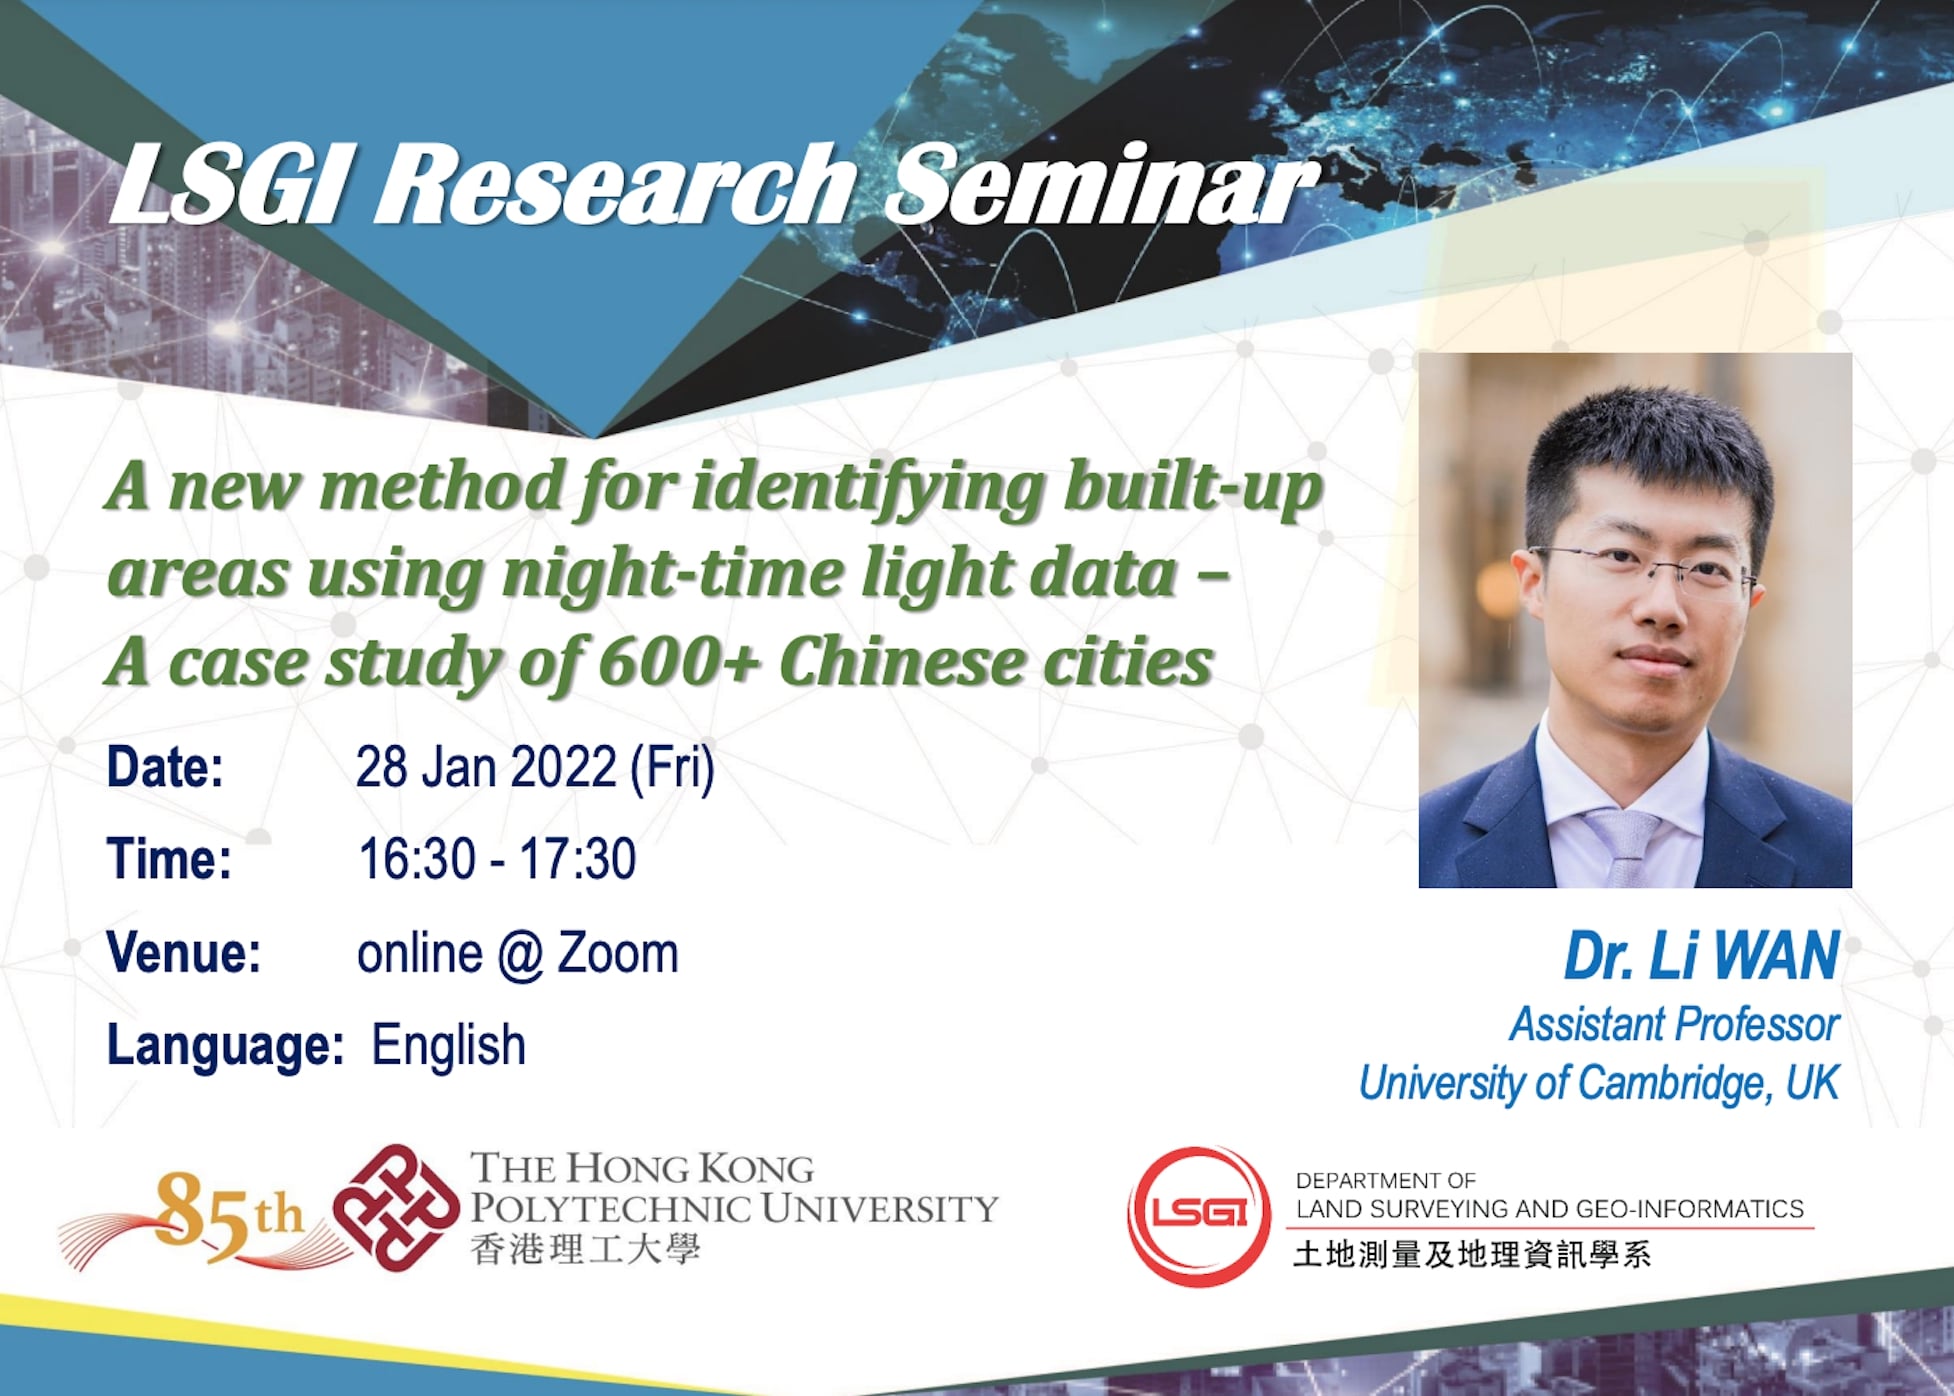 LSGI Research Seminar
A new method for identifying built-up
areas using night-time light data –
A case study of 600+ Chinese cities
Date: 28 Jan 2022 (Fri)
Time: 16:30 - 17:30
Venue: online @ Zoom
Language: English
Dr. Li WAN
Assistant Professor
University of Cambridge, UK
85th
THE HONG KONG
POLYTECHNIC UNIVERSITY
香港理工大學
LSGI
DEPARTMENT OF
LAND SURVEYING AND GEO-INFORMATICS
土地測量及地理資訊學系